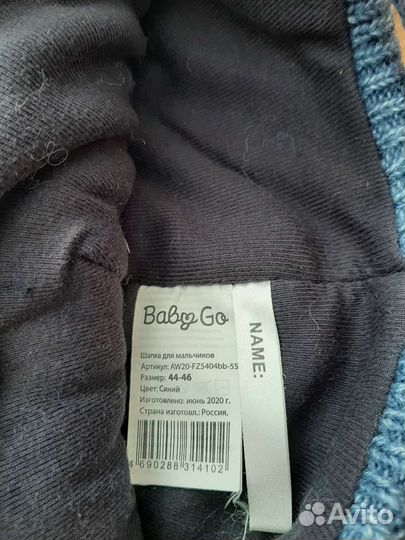 Baby Go
Шапка для мальчиков
Артикул: AW20-FZ5404bb-55
Размер: 44-46
Цвет: Синий
Изготовлено: июнь 2020 г.
Страна изготовл.: Россия.
4 690288 314102
NAME:
Avito